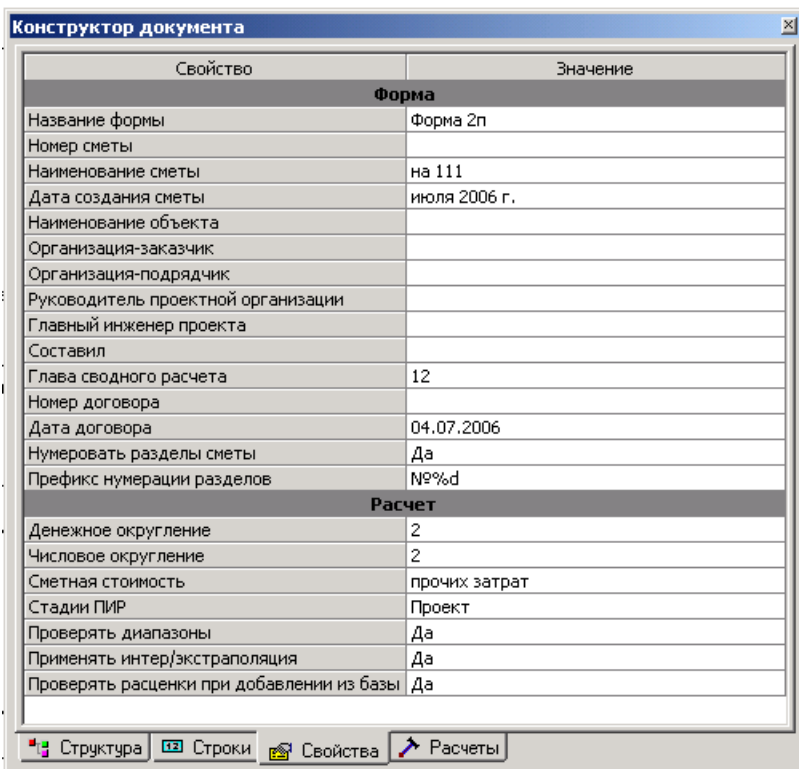 Конструктор документа
Свойство Значение
Форма
Название формы Форма 2п
Номер сметы
Наименование сметы на 111
Дата создания сметы июля 2006 г.
Наименование объекта
Организация-заказчик
Организация-подрядчик
Руководитель проектной организации
Главный инженер проекта
Составил
Глава сводного расчета 12
Номер договора
Дата договора 04.07.2006
Нумеровать разделы сметы Да
Префикс нумерации разделов №%d
Расчет
Денежное округление 2
Числовое округление 2
Сметная стоимость прочих затрат
Стадии ПИР Проект
Проверять диапазоны Да
Применять интер/экстраполяция Да
Проверять расценки при добавлении из базы Да
Структура 12 Строки Свойства Расчеты